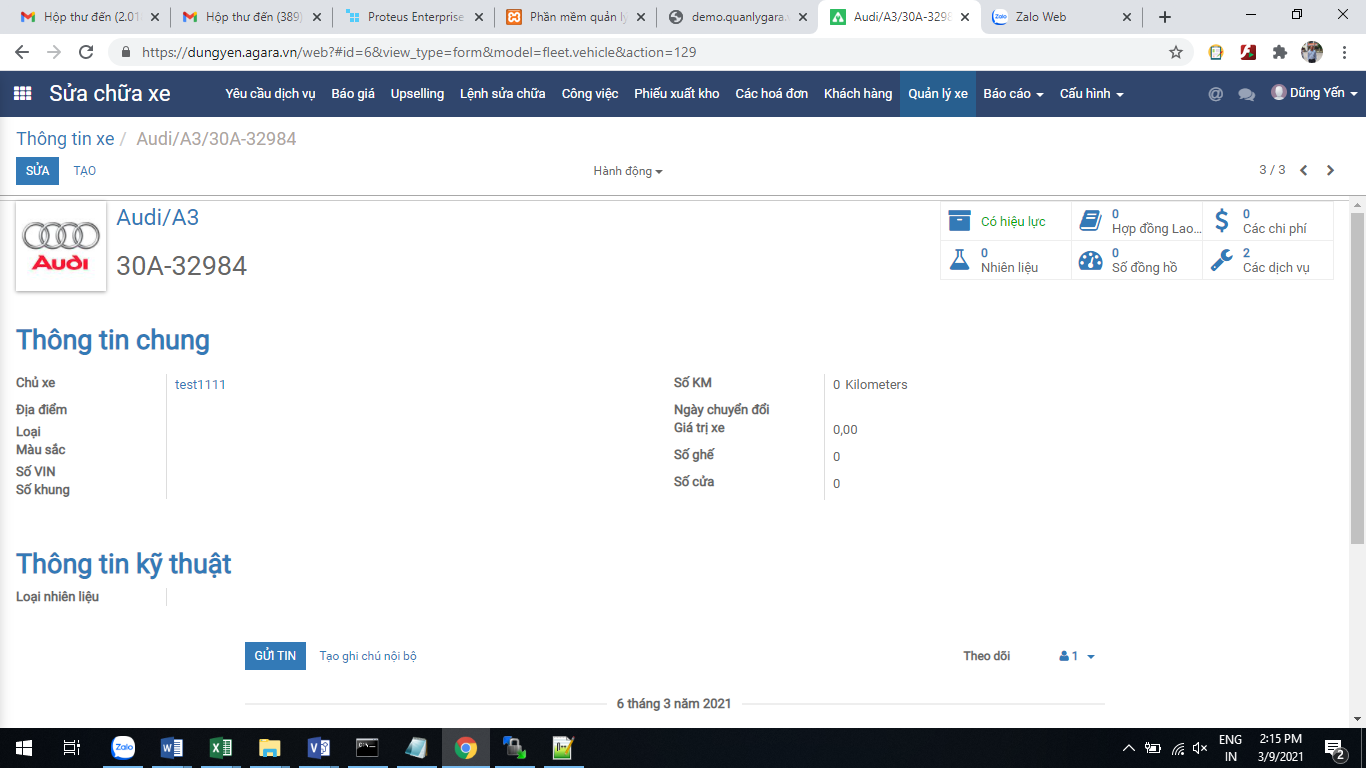 Hộp thư đến (2.01
Hộp thư đến (389)
Proteus Enterprise
Phần mềm quản lý
demo.quanlygara.
Audi/A3/30A-3298
Zalo Web
https://dungyen.agara.vn/web?#id=6&view_type=form&model=fleet.vehicle&action=129
Sửa chữa xe
Yêu cầu dịch vụ Báo giá Upselling Lệnh sửa chữa Công việc Phiếu xuất kho Các hoá đơn Khách hàng Quản lý xe Báo cáo Cấu hình
Dũng Yến
Thông tin xe / Audi/A3/30A-32984
SỬA TẠO
Hành động
3 / 3
Audi
Audi/A3
30A-32984
Có hiệu lực
0
Hợp đồng Lao...
0
Các chi phí
0
Nhiên liệu
0
Số đồng hồ
2
Các dịch vụ
Thông tin chung
Chủ xe test1111
Địa điểm
Loại
Màu sắc
Số VIN
Số khung
Số KM 0 Kilometers
Ngày chuyển đổi
Giá trị xe 0,00
Số ghế 0
Số cửa 0
Thông tin kỹ thuật
Loại nhiên liệu
GỬI TIN Tạo ghi chú nội bộ
Theo dõi 1
6 tháng 3 năm 2021
Zalo
ENG
IN
2:15 PM
3/9/2021
2